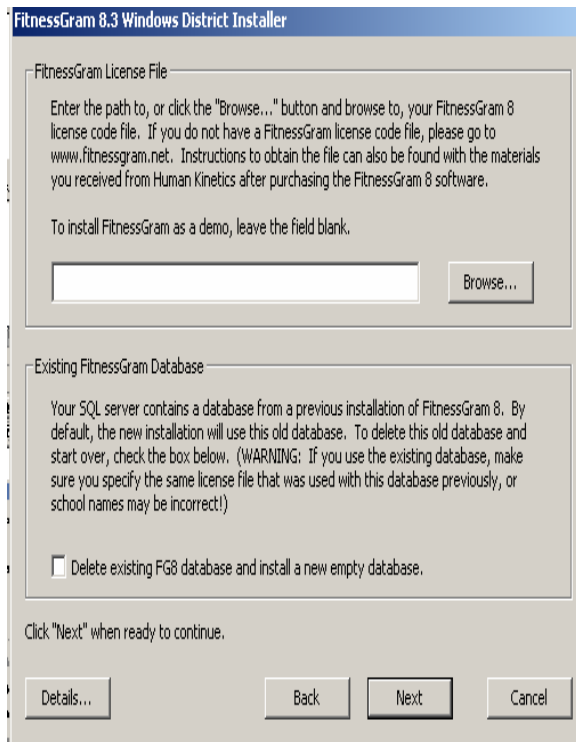 FitnessGram 8.3 Windows District Installer
FitnessGram License File
Enter the path to, or click the "Browse..." button and browse to, your FitnessGram 8
license code file. If you do not have a FitnessGram license code file, please go to
www.fitnessgram.net. Instructions to obtain the file can also be found with the materials
you received from Human Kinetics after purchasing the FitnessGram 8 software.
To install FitnessGram as a demo, leave the field blank.
Browse...
Existing FitnessGram Database
Your SQL server contains a database from a previous installation of FitnessGram 8. By
default, the new installation will use this old database. To delete this old database and
start over, check the box below. (WARNING: If you use the existing database, make
sure you specify the same license file that was used with this database previously, or
school names may be incorrect!)
Delete existing FG8 database and install a new empty database.
Click "Next" when ready to continue.
Details... Back Next Cancel